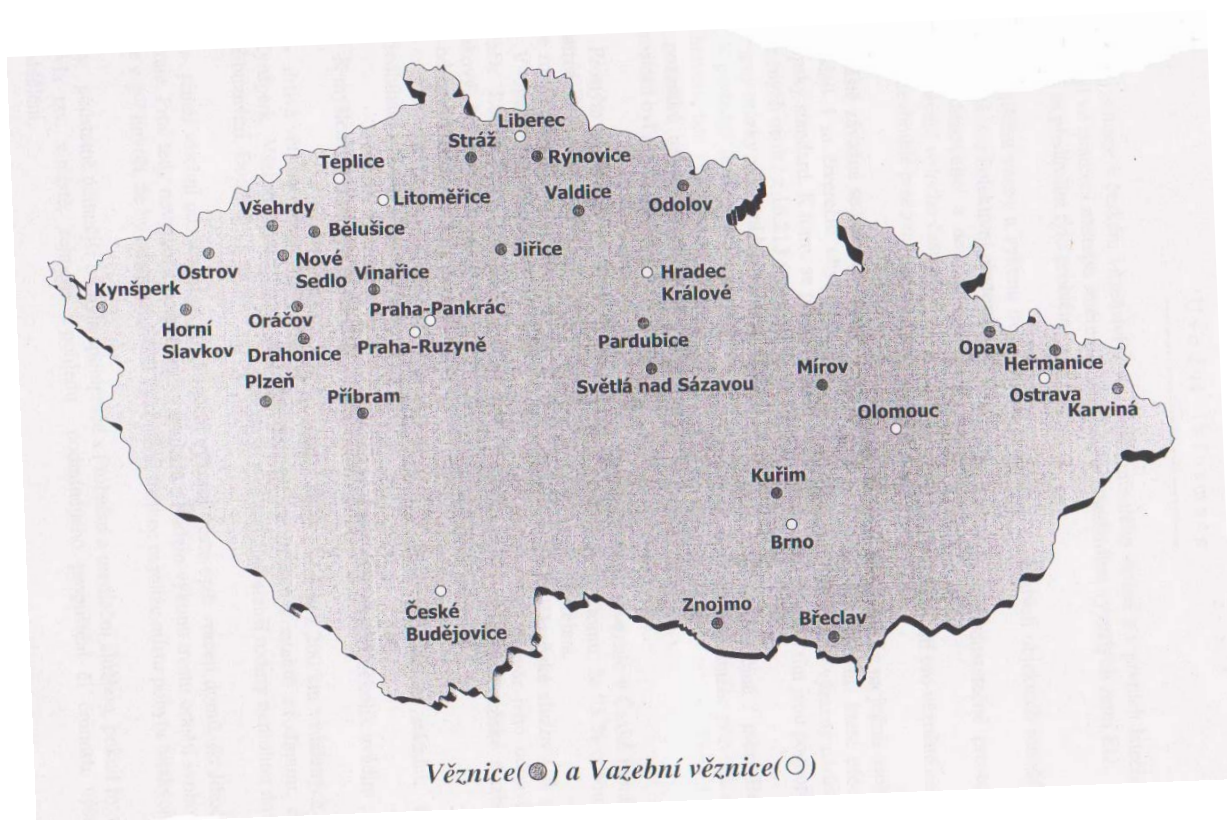 Liberec
Stráž
Rýnovice
Teplice
Litoměřice
Valdice
Odolov
Všehrdy
Bělušice
Jiřice
Ostrov
Nové
Sedlo
Vinařice
Hradec
Králové
Kynšperk
Horní
Slavkov
Oráčov
Praha-Pankrác
Praha-Ruzyně
Drahonice
Pardubice
Opava
Heřmanice
Plzeň
Příbram
Světlá nad Sázavou
Mírov
Ostrava
Karviná
Olomouc
Kuřim
Brno
České
Budějovice
Znojmo
Břeclav
Věznice( ) a Vazební věznice( )